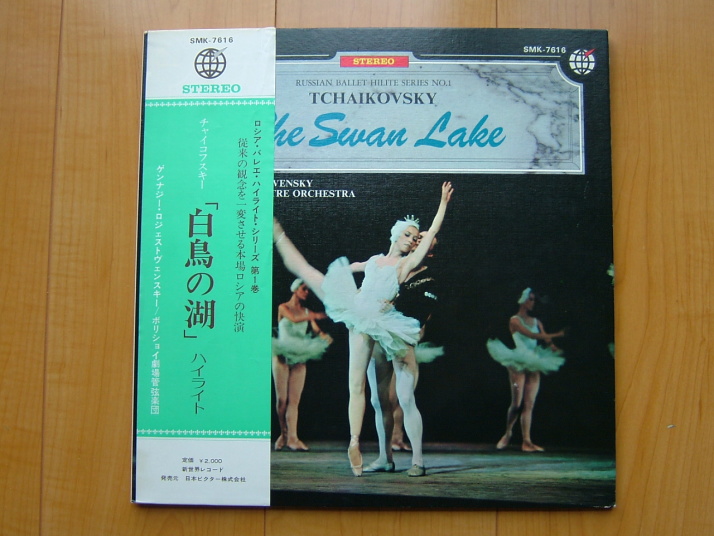 SMK-7616
STEREO
ロシア・バレエ・ハイライト・シリーズ 第1巻
従来の観念を一変させる本場ロシアの快演
チャイコフスキー
「白鳥の湖」ハイライト
ゲンナジー・ロジェストヴェンスキー/ボリショイ劇場管弦楽団
定価 ¥2,000
新世界レコード
発売元 日本ビクター株式会社
SMK-7616
STEREO
RUSSIAN BALLET HILITE SERIES NO.1
TCHAIKOVSKY
he Swan Lake
VENSKY
TRE ORCHESTRA